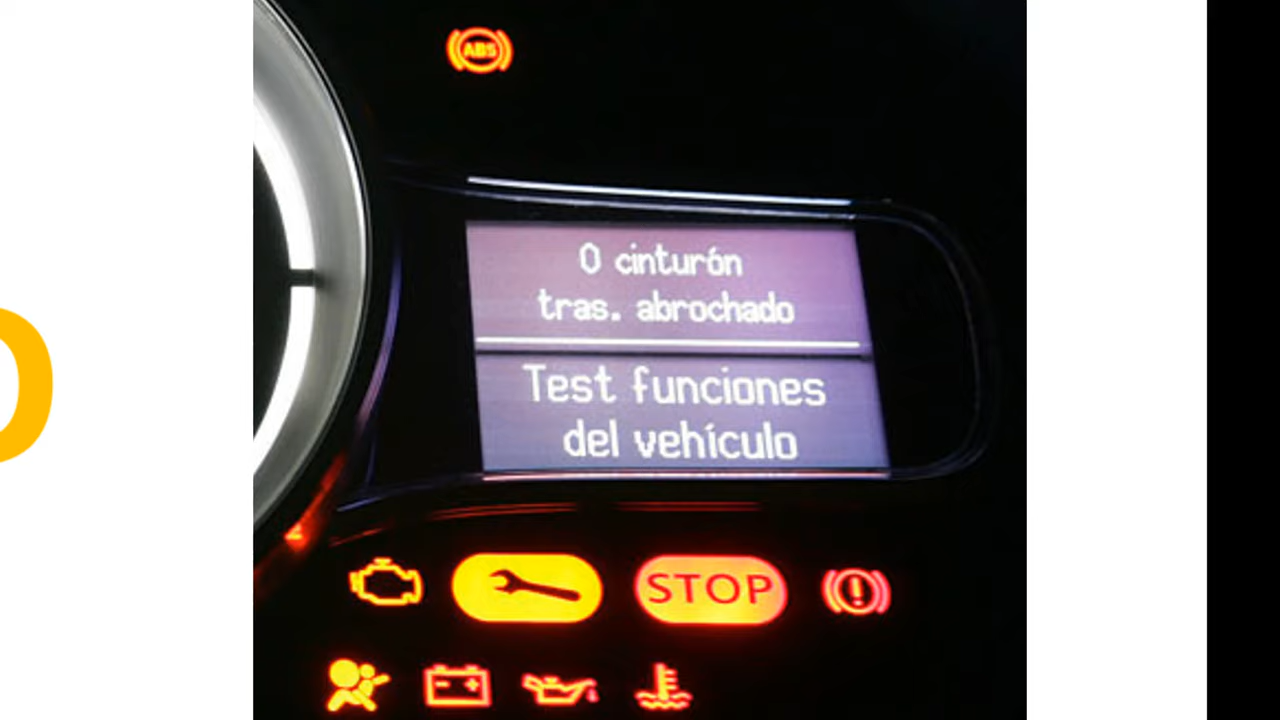 ABS
0 cinturón
tras. abrochado
Test funciones
del vehículo
STOP